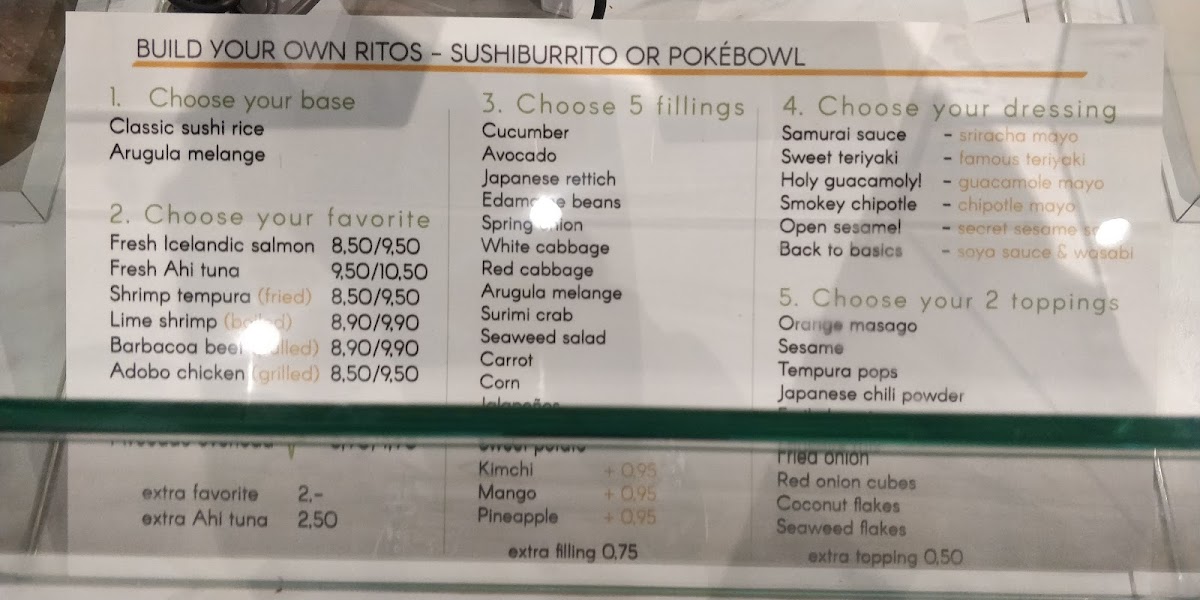 BUILD YOUR OWN RITOS – SUSHIBURRITO OR POKÉBOWL
1. Choose your base
Classic sushi rice
Arugula melange
2. Choose your favorite
Fresh Icelandic salmon 8,50/9,50
Fresh Ahi tuna 9,50/10,50
Shrimp tempura (fried) 8,50/9,50
Lime shrimp 8,90/9,90
Barbacoa beef 8,90/9,90
Adobo chicken (grilled) 8,50/9,50
extra favorite 2,-
extra Ahi tuna 2,50
3. Choose 5 fillings
Cucumber
Avocado
Japanese rettich
Edamame beans
Spring onion
White cabbage
Red cabbage
Arugula melange
Surimi crab
Seaweed salad
Carrot
Corn
Jalapeños
Sweet potato
Kimchi + 0,95
Mango + 0,95
Pineapple + 0,95
extra filling 0,75
4. Choose your dressing
Samurai sauce – sriracha mayo
Sweet teriyaki – famous teriyaki
Holy guacamoly! – guacamole mayo
Smokey chipotle – chipotle mayo
Open sesame! – secret sesame
Back to basics – soya sauce & wasabi
5. Choose your 2 toppings
Orange masago
Sesame
Tempura pops
Japanese chili powder
Fried onion
Red onion cubes
Coconut flakes
Seaweed flakes
extra topping 0,50